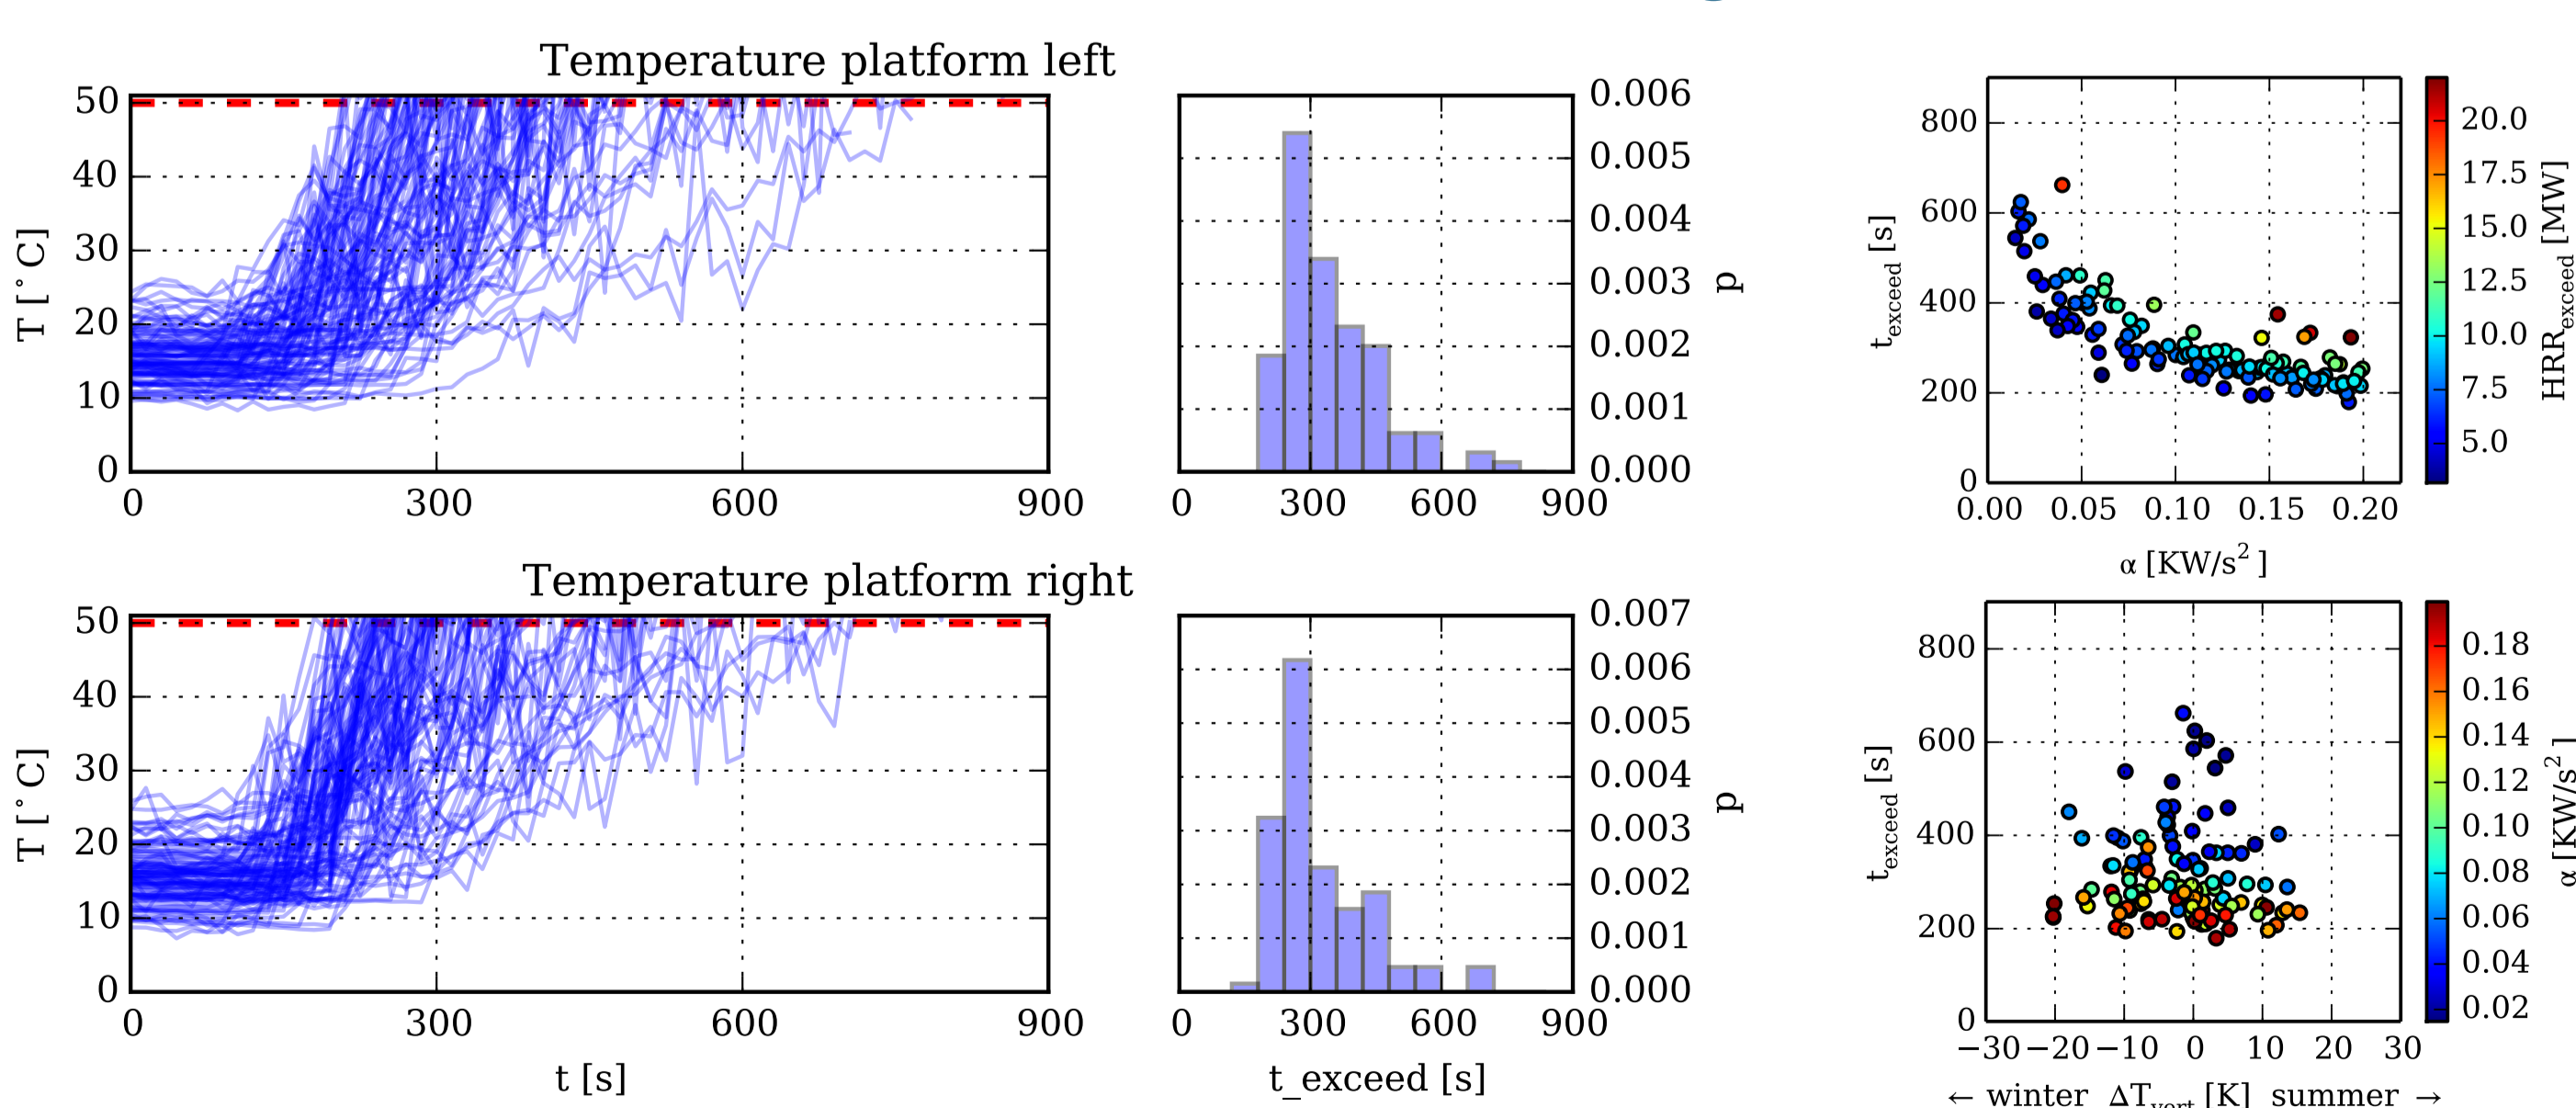 Temperature platform left
50
40
30
20
10
0
T [°C]
0 300 600 900
0.006
0.005
0.004
0.003
0.002
0.001
0.000
p
0 300 600 900
800
600
400
200
0
t_exceed [s]
0.00 0.05 0.10 0.15 0.20
α [KW/s²]
20.0
17.5
15.0
12.5
10.0
7.5
5.0
HRR_exceed [MW]
Temperature platform right
50
40
30
20
10
0
T [°C]
0 300 600 900
t [s]
0.007
0.006
0.005
0.004
0.003
0.002
0.001
0.000
p
0 300 600 900
t_exceed [s]
800
600
400
200
0
t_exceed [s]
−30 −20 −10 0 10 20 30
← winter ΔT_vert [K] summer →
0.18
0.16
0.14
0.12
0.10
0.08
0.06
0.04
0.02
α [KW/s²]